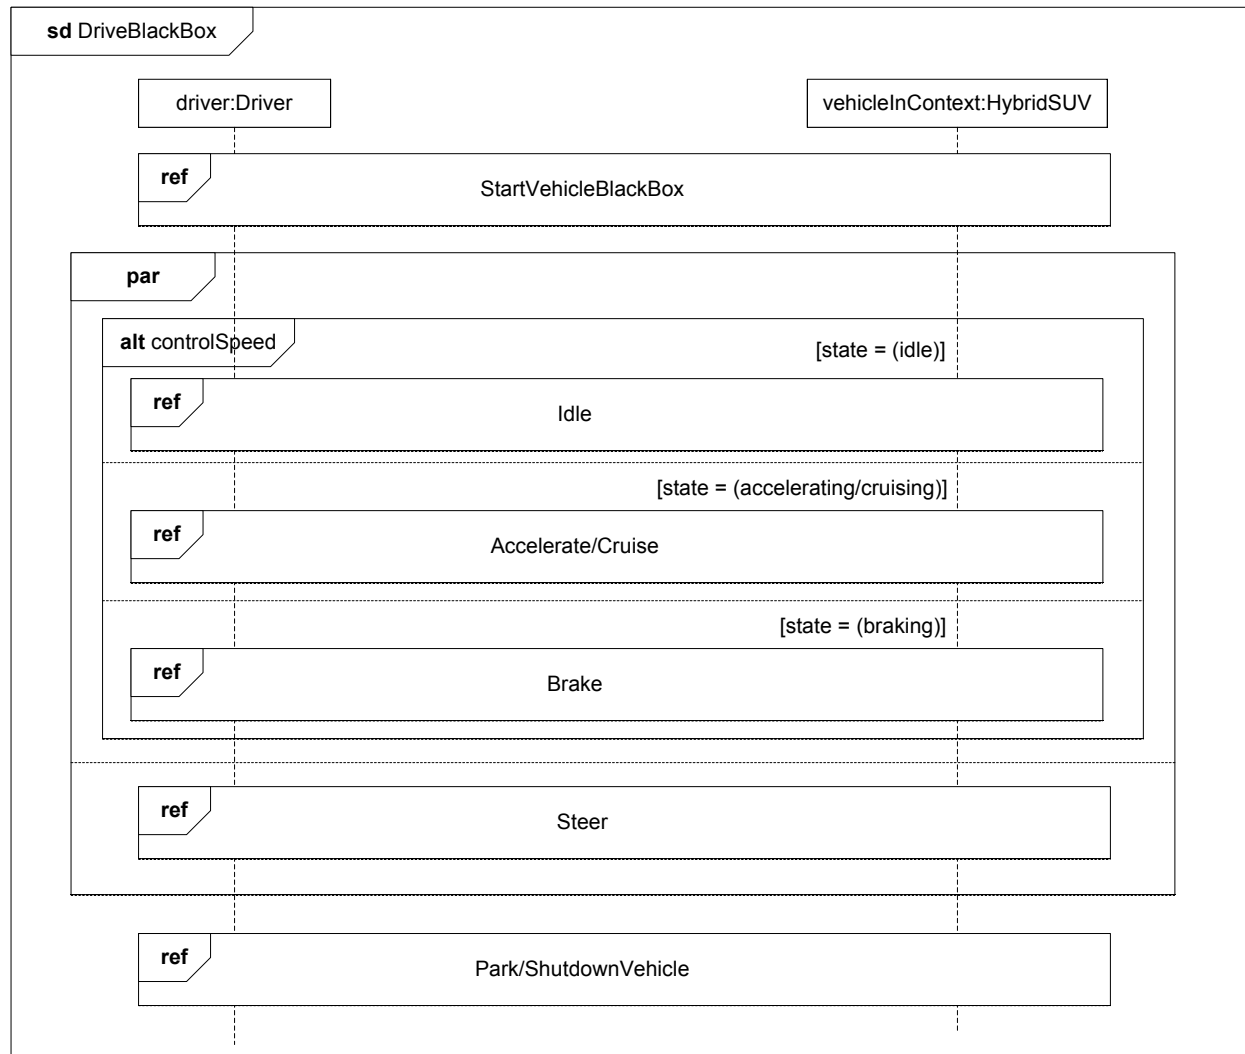 sd DriveBlackBox
driver:Driver
vehicleInContext:HybridSUV
ref
StartVehicleBlackBox
par
alt controlSpeed
[state = (idle)]
ref
Idle
[state = (accelerating/cruising)]
ref
Accelerate/Cruise
[state = (braking)]
ref
Brake
ref
Steer
ref
Park/ShutdownVehicle